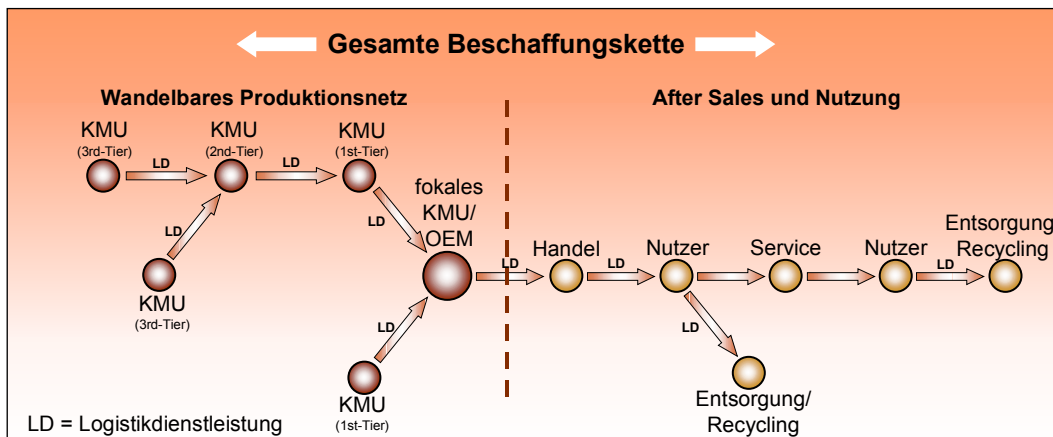 Gesamte Beschaffungskette
Wandelbares Produktionsnetz
After Sales und Nutzung
KMU
(3rd-Tier)
LD
KMU
(2nd-Tier)
LD
KMU
(1st-Tier)
LD
LD
fokales
KMU/
OEM
LD
Handel
LD
Nutzer
Service
Nutzer
LD
Entsorgung/
Recycling
KMU
(3rd-Tier)
LD
LD
KMU
(1st-Tier)
Entsorgung/
Recycling
LD = Logistikdienstleistung